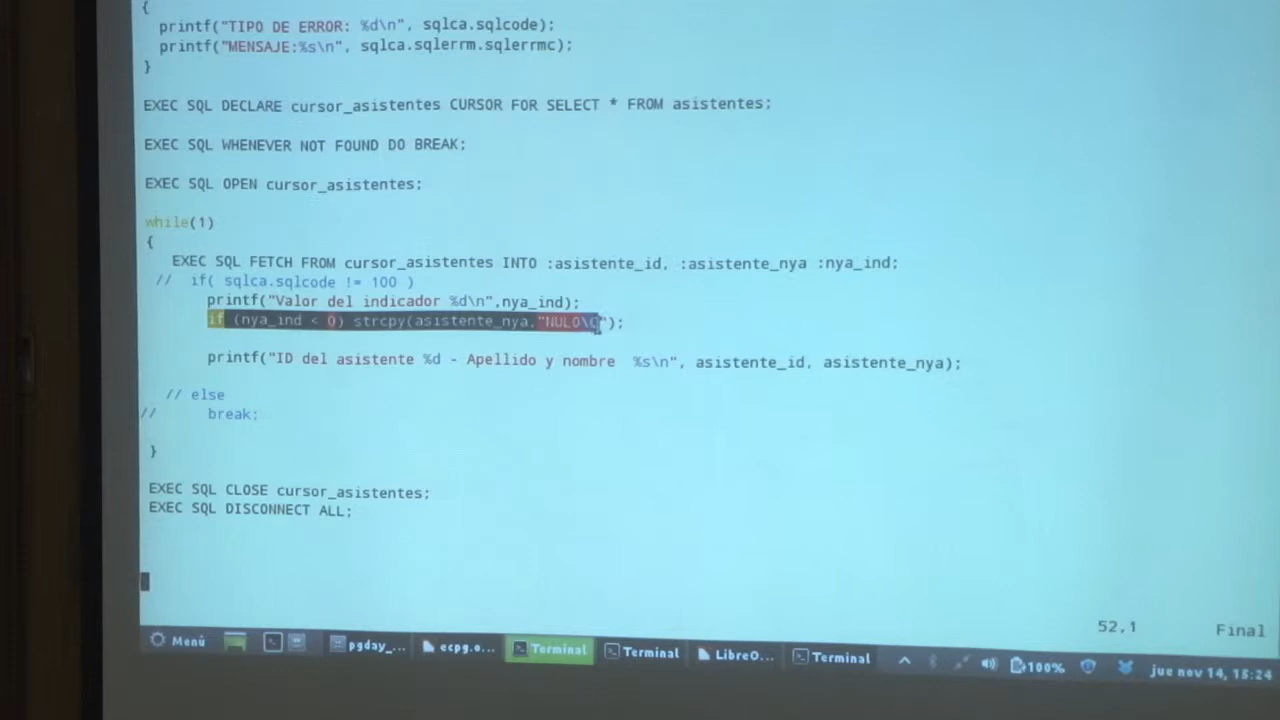 {
printf("TIPO DE ERROR: %d\n", sqlca.sqlcode);
printf("MENSAJE:%s\n", sqlca.sqlerrm.sqlerrmc);
}
EXEC SQL DECLARE cursor_asistentes CURSOR FOR SELECT * FROM asistentes;
EXEC SQL WHENEVER NOT FOUND DO BREAK;
EXEC SQL OPEN cursor_asistentes;
while(1)
{
EXEC SQL FETCH FROM cursor_asistentes INTO :asistente_id, :asistente_nya :nya_ind;
// if( sqlca.sqlcode != 100 )
printf("Valor del indicador %d\n",nya_ind);
if (nya_ind < 0) strcpy(asistente_nya,"NULO\0");
printf("ID del asistente %d - Apellido y nombre %s\n", asistente_id, asistente_nya);
// else
// break;
}
EXEC SQL CLOSE cursor_asistentes;
EXEC SQL DISCONNECT ALL;
52,1 Final
Menú pgday_... ecpg.o... Terminal Terminal LibreO... Terminal 100% jue nov 14, 15:24